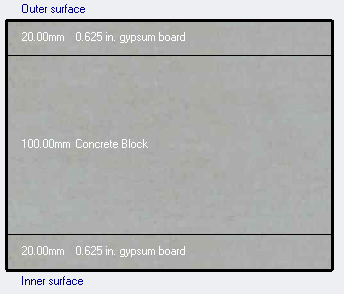 Outer surface
20.00mm 0.625 in. gypsum board
100.00mm Concrete Block
20.00mm 0.625 in. gypsum board
Inner surface